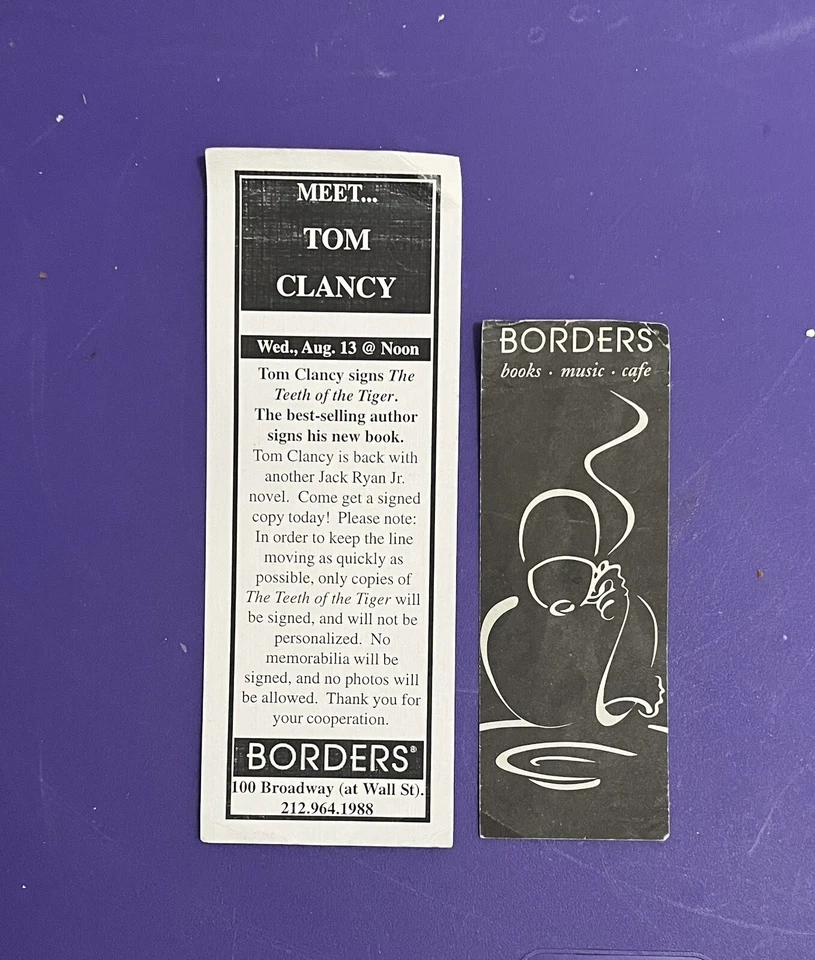 MEET...
TOM
CLANCY
Wed., Aug. 13 @ Noon
Tom Clancy signs The
Teeth of the Tiger.
The best-selling author
signs his new book.
Tom Clancy is back with
another Jack Ryan Jr.
novel. Come get a signed
copy today! Please note:
In order to keep the line
moving as quickly as
possible, only copies of
The Teeth of the Tiger will
be signed, and will not be
personalized. No
memorabilia will be
signed, and no photos will
be allowed. Thank you for
your cooperation.
BORDERS®
100 Broadway (at Wall St).
212.964.1988
BORDERS®
books · music · cafe